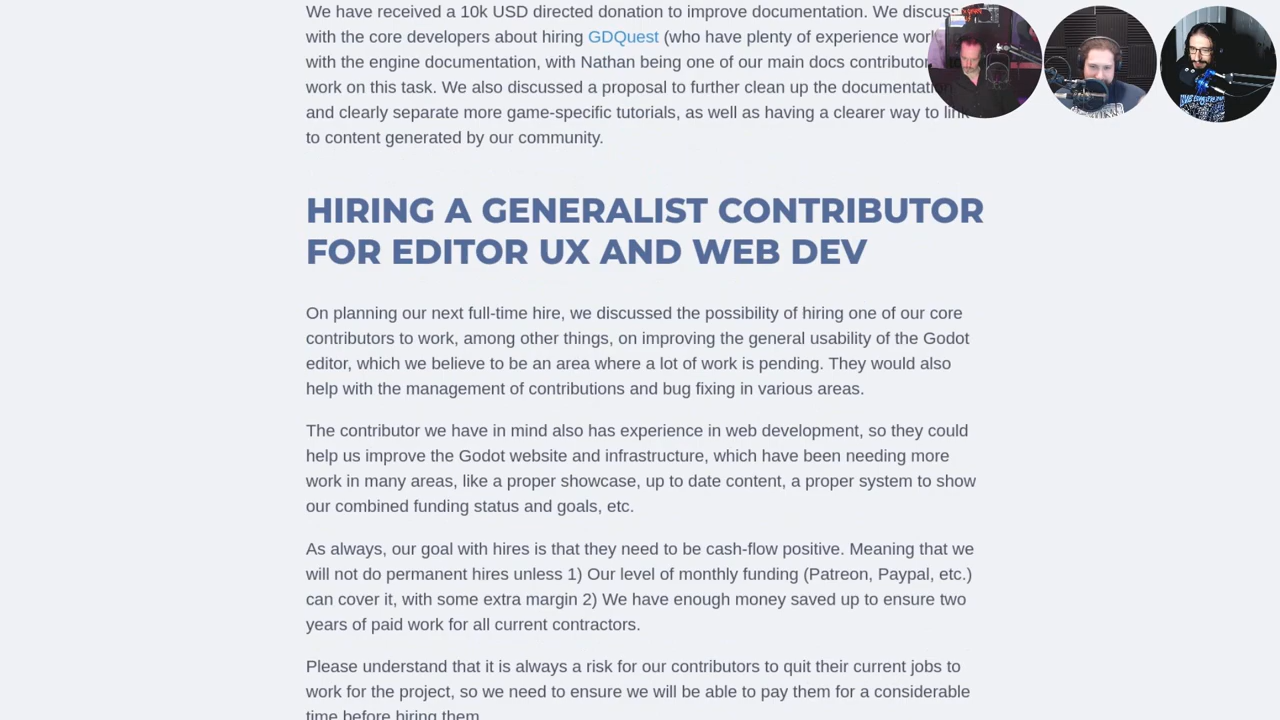 We have received a 10k USD directed donation to improve documentation. We discuss
with the core developers about hiring GDQuest (who have plenty of experience
with the engine documentation, with Nathan being one of our main docs contributor
work on this task. We also discussed a proposal to further clean up the documentation
and clearly separate more game-specific tutorials, as well as having a clearer way to link
to content generated by our community.
HIRING A GENERALIST CONTRIBUTOR
FOR EDITOR UX AND WEB DEV
On planning our next full-time hire, we discussed the possibility of hiring one of our core
contributors to work, among other things, on improving the general usability of the Godot
editor, which we believe to be an area where a lot of work is pending. They would also
help with the management of contributions and bug fixing in various areas.
The contributor we have in mind also has experience in web development, so they could
help us improve the Godot website and infrastructure, which have been needing more
work in many areas, like a proper showcase, up to date content, a proper system to show
our combined funding status and goals, etc.
As always, our goal with hires is that they need to be cash-flow positive. Meaning that we
will not do permanent hires unless 1) Our level of monthly funding (Patreon, Paypal, etc.)
can cover it, with some extra margin 2) We have enough money saved up to ensure two
years of paid work for all current contractors.
Please understand that it is always a risk for our contributors to quit their current jobs to
work for the project, so we need to ensure we will be able to pay them for a considerable
time before hiring them.